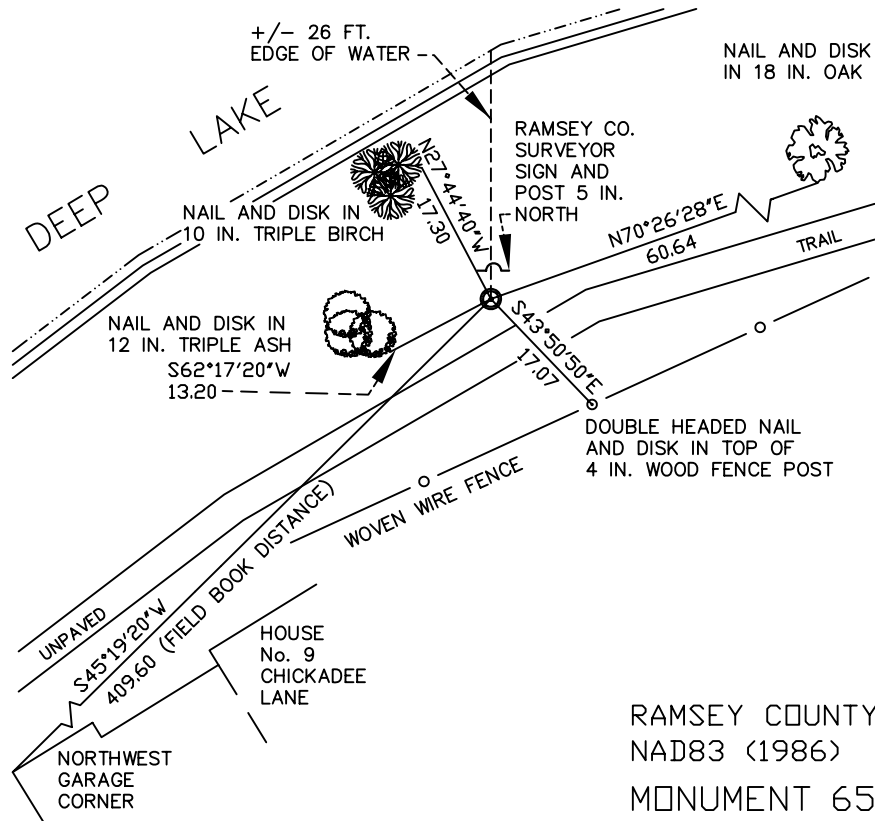 +/- 26 FT.
EDGE OF WATER
NAIL AND DISK
IN 18 IN. OAK
DEEP LAKE
RAMSEY CO.
SURVEYOR
SIGN AND
POST 5 IN.
NORTH
N27°44'40"W
17.30
NAIL AND DISK IN
10 IN. TRIPLE BIRCH
N70°26'28"E
60.64
TRAIL
NAIL AND DISK IN
12 IN. TRIPLE ASH
S62°17'20"W
13.20
S43°50'50"E
17.07
DOUBLE HEADED NAIL
AND DISK IN TOP OF
4 IN. WOOD FENCE POST
WOVEN WIRE FENCE
UNPAVED
S45°19'20"W
409.60 (FIELD BOOK DISTANCE)
HOUSE
No. 9
CHICKADEE
LANE
NORTHWEST
GARAGE
CORNER
RAMSEY COUNTY
NAD83 (1986)
MONUMENT 65